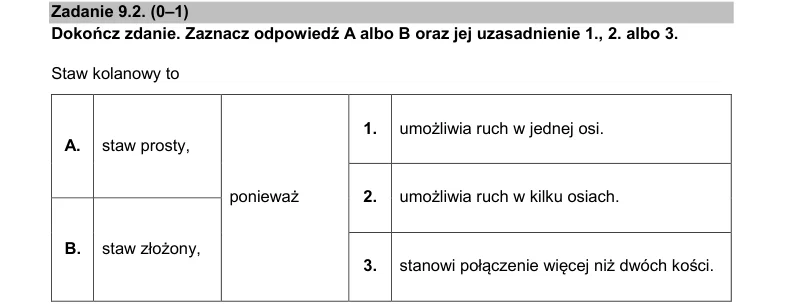 Zadanie 9.2. (0–1)
Dokończ zdanie. Zaznacz odpowiedź A albo B oraz jej uzasadnienie 1., 2. albo 3.
Staw kolanowy to
A. staw prosty,
B. staw złożony,
ponieważ
1. umożliwia ruch w jednej osi.
2. umożliwia ruch w kilku osiach.
3. stanowi połączenie więcej niż dwóch kości.